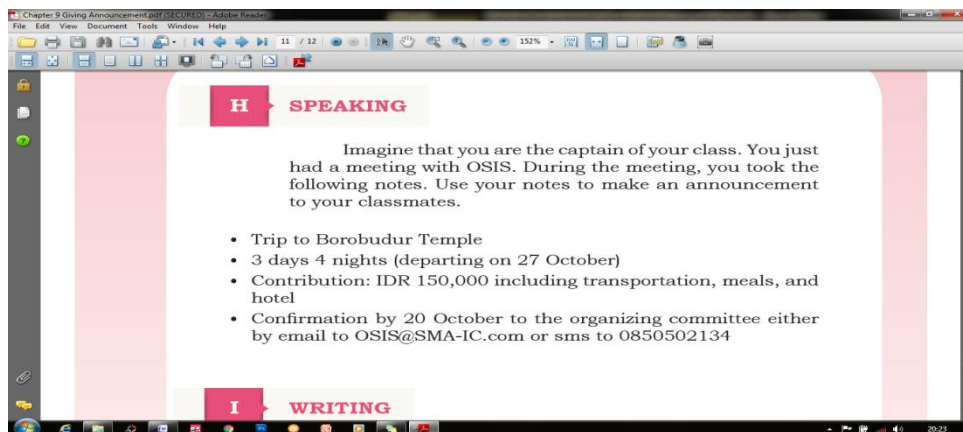 Chapter 9 Giving Announcement.pdf (SECURED) - Adobe Reader
File Edit View Document Tools Window Help
11 / 12 152%
H SPEAKING
Imagine that you are the captain of your class. You just
had a meeting with OSIS. During the meeting, you took the
following notes. Use your notes to make an announcement
to your classmates.
• Trip to Borobudur Temple
• 3 days 4 nights (departing on 27 October)
• Contribution: IDR 150,000 including transportation, meals, and
hotel
• Confirmation by 20 October to the organizing committee either
by email to OSIS@SMA-IC.com or sms to 0850502134
I WRITING
20:23